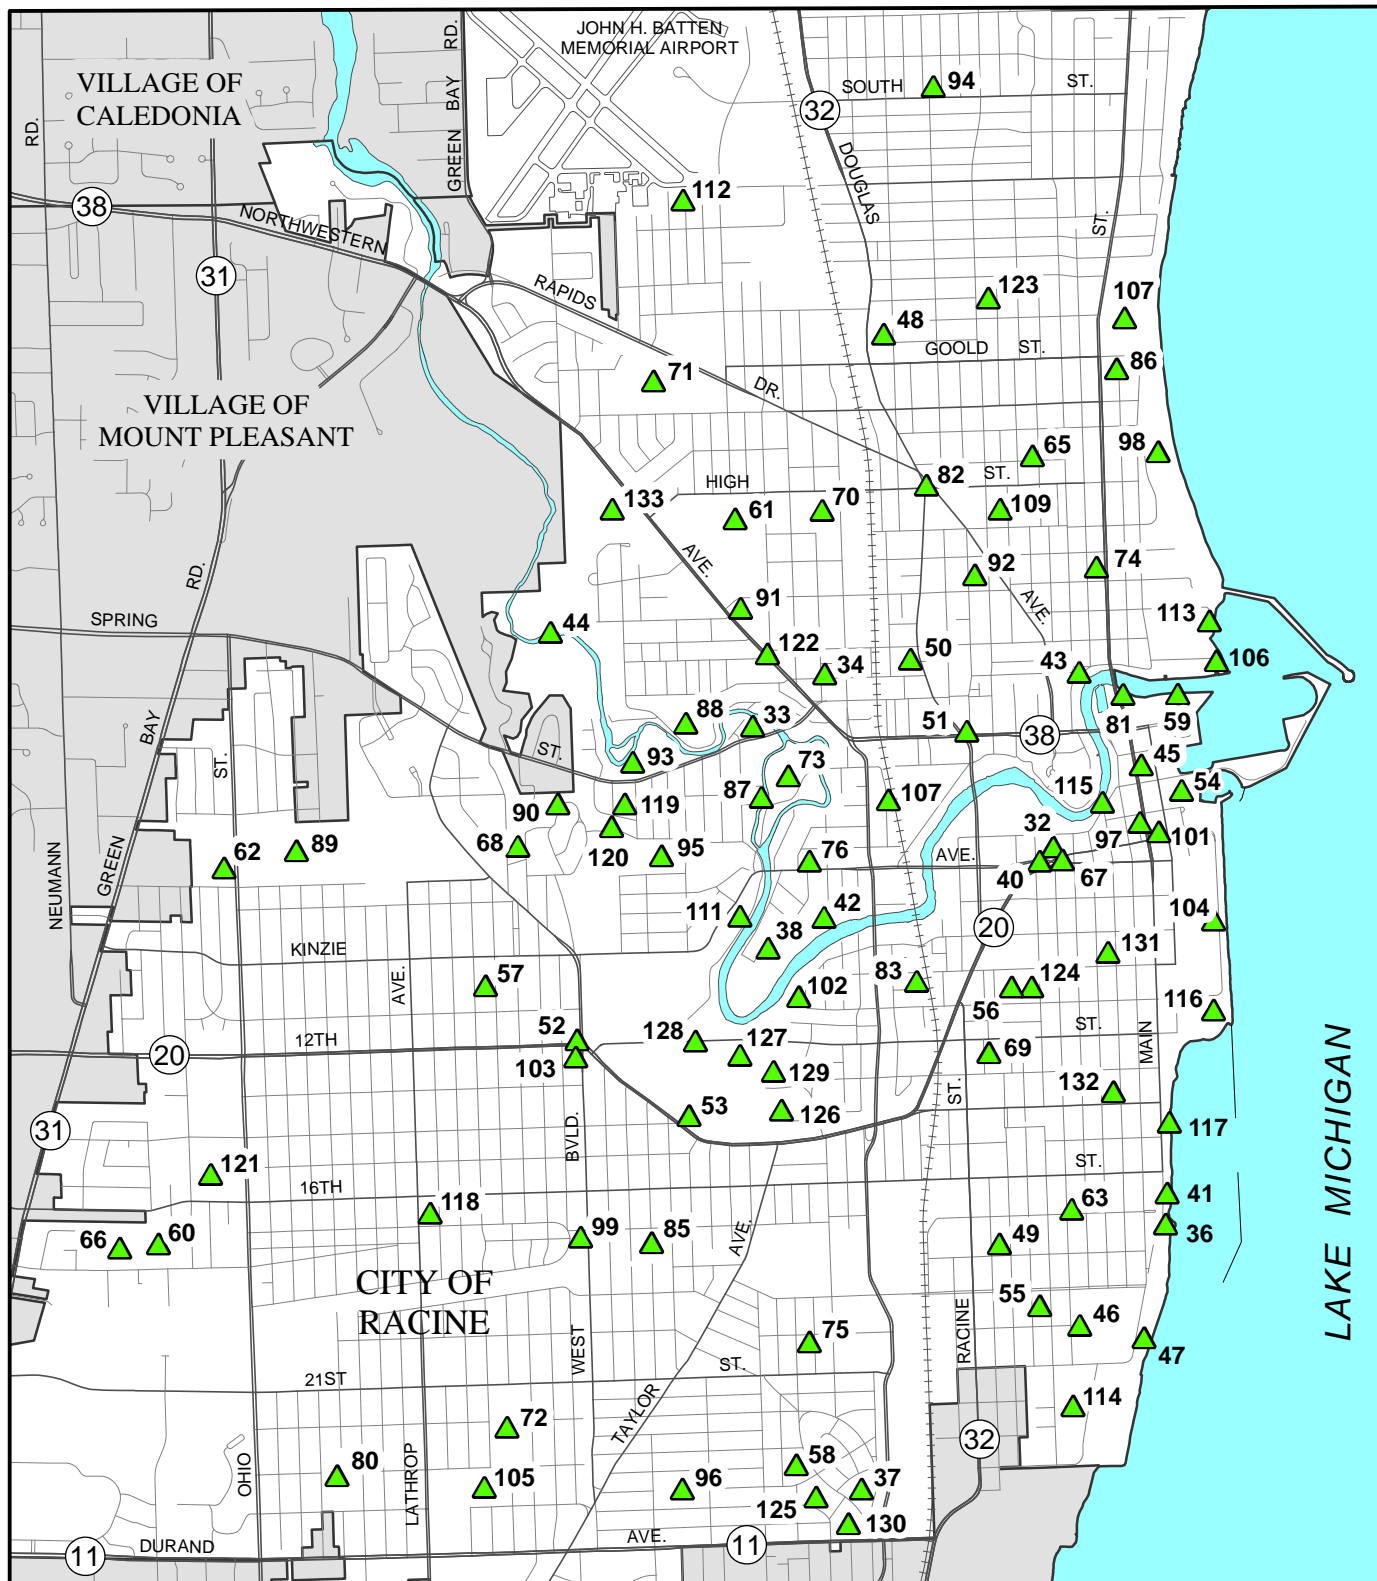 JOHN H. BATTEN
MEMORIAL AIRPORT
VILLAGE OF
CALEDONIA
RD.
GREEN BAY RD.
SOUTH ST.
94
32
DOUGLAS
AVE.
112
38
NORTHWESTERN
AVE.
31
ST.
RAPIDS
DR.
123
107
48
GOOLD ST.
86
71
VILLAGE OF
MOUNT PLEASANT
65
98
HIGH ST.
82
133
61
70
109
92
74
RD.
SPRING
ST.
91
113
44
122
34
50
43
106
88
33
51
38
81
59
BAY
ST.
93
73
45
54
90
119
87
107
115
68
120
95
76
AVE.
32
97
101
62
89
40
67
GREEN
NEUMANN
111
42
104
38
20
131
KINZIE
AVE.
57
83
56
124
102
116
52
128
127
12TH
ST.
MAIN
20
103
129
69
132
53
126
ST.
31
BVLD.
117
121
16TH
ST.
118
41
63
66
60
99
85
AVE.
49
36
CITY OF
RACINE
LAKE MICHIGAN
55
46
RACINE
WEST
75
47
21ST
ST.
114
TAYLOR
72
32
80
58
OHIO
LATHROP
105
96
37
125
130
11
DURAND
AVE.
11